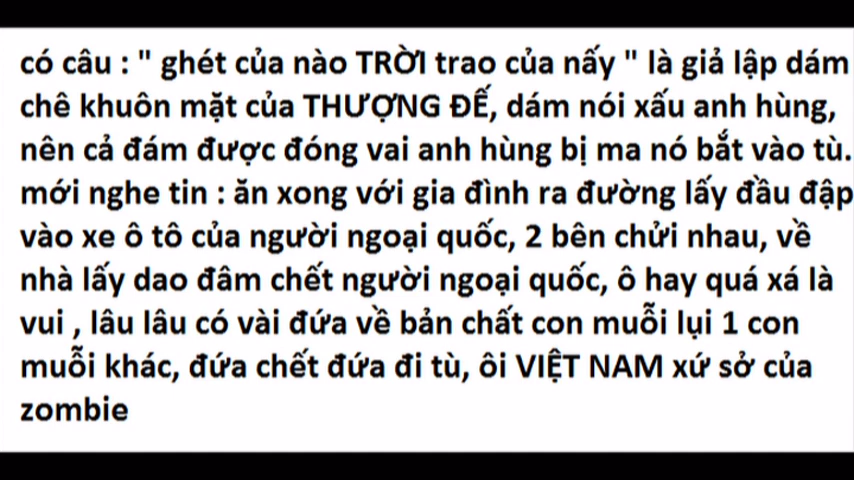 có câu : " ghét của nào TRỜI trao của nấy " là giả lập dám
chê khuôn mặt của THƯỢNG ĐẾ, dám nói xấu anh hùng,
nên cả đám được đóng vai anh hùng bị ma nó bắt vào tù.
mới nghe tin : ăn xong với gia đình ra đường lấy đầu đập
vào xe ô tô của người ngoại quốc, 2 bên chửi nhau, về
nhà lấy dao đâm chết người ngoại quốc, ô hay quá xá là
vui , lâu lâu có vài đứa về bản chất con muỗi lụi 1 con
muỗi khác, đứa chết đứa đi tù, ôi VIỆT NAM xứ sở của
zombie